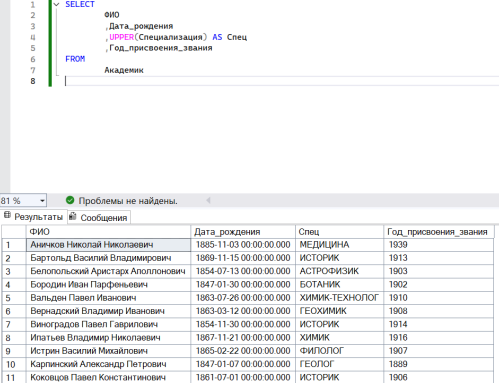 1 SELECT
2 ФИО
3 ,Дата_рождения
4 ,UPPER(Специализация) AS Спец
5 ,Год_присвоения_звания
6 FROM
7 Академик
8
81 % Проблемы не найдены.
Результаты Сообщения
ФИО Дата_рождения Спец Год_присвоения_звания
1 Аничков Николай Николаевич 1885-11-03 00:00:00.000 МЕДИЦИНА 1939
2 Бартольд Василий Владимирович 1869-11-15 00:00:00.000 ИСТОРИК 1913
3 Белопольский Аристарх Аполлонович 1854-07-13 00:00:00.000 АСТРОФИЗИК 1903
4 Бородин Иван Парфеньевич 1847-01-30 00:00:00.000 БОТАНИК 1902
5 Вальден Павел Иванович 1863-07-26 00:00:00.000 ХИМИК-ТЕХНОЛОГ 1910
6 Вернадский Владимир Иванович 1863-03-12 00:00:00.000 ГЕОХИМИК 1908
7 Виноградов Павел Гаврилович 1854-11-30 00:00:00.000 ИСТОРИК 1914
8 Ипатьев Владимир Николаевич 1867-11-21 00:00:00.000 ХИМИК 1916
9 Истрин Василий Михайлович 1865-02-22 00:00:00.000 ФИЛОЛОГ 1907
10 Карпинский Александр Петрович 1847-01-07 00:00:00.000 ГЕОЛОГ 1889
11 Коковцов Павел Константинович 1861-07-01 00:00:00.000 ИСТОРИК 1906